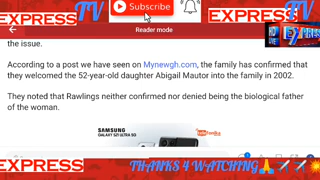 EXPRESS TV
Subscribe
EXPRESS
Reader mode
the issue.
According to a post we have seen on Mynewgh.com, the family has confirmed that
they welcomed the 52-year-old daughter Abigail Mautor into the family in 2002.
They noted that Rawlings neither confirmed nor denied being the biological father
of the woman.
SAMSUNG
GALAXY S21 ULTRA 5G
EXPRESS
THANKS 4 WATCHING
EXPRESS